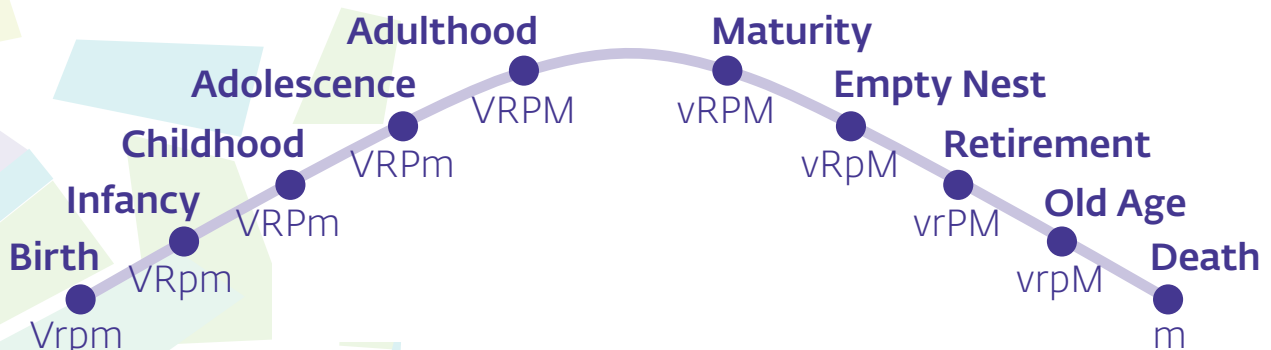 Birth
Vrpm
Infancy
VRpm
Childhood
VRPm
Adolescence
VRPm
Adulthood
VRPM
Maturity
vRPM
Empty Nest
vRpM
Retirement
vrPM
Old Age
vrpM
Death
m